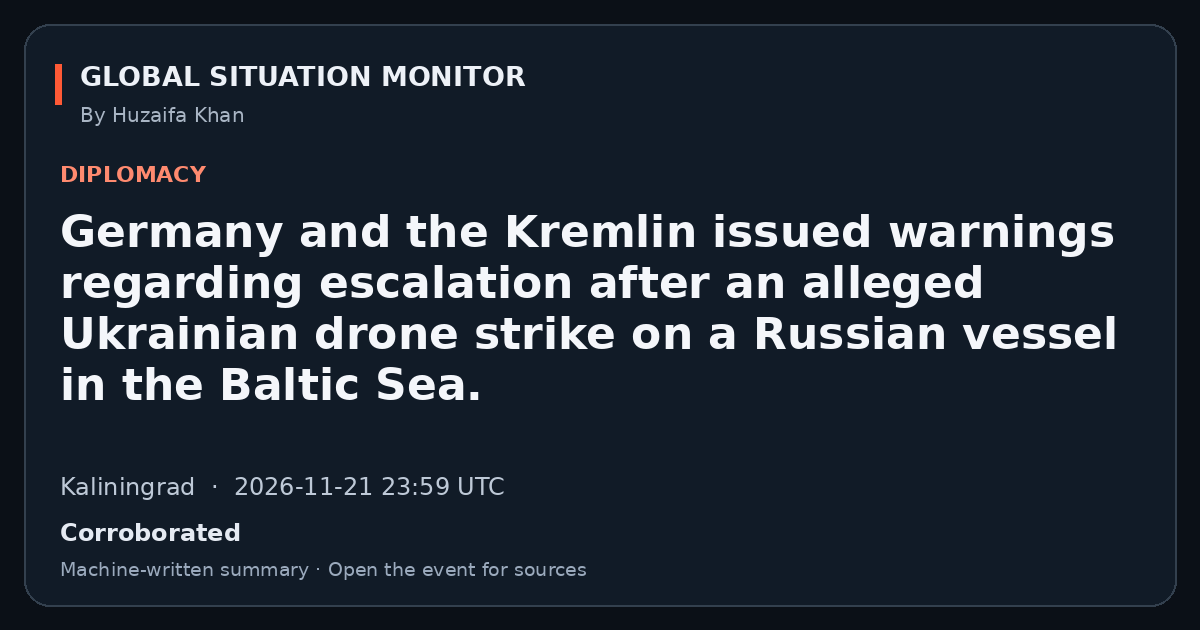 GLOBAL SITUATION MONITOR
By Huzaifa Khan
DIPLOMACY
Germany and the Kremlin issued warnings
regarding escalation after an alleged
Ukrainian drone strike on a Russian vessel
in the Baltic Sea.
Kaliningrad · 2026-11-21 23:59 UTC
Corroborated
Machine-written summary · Open the event for sources